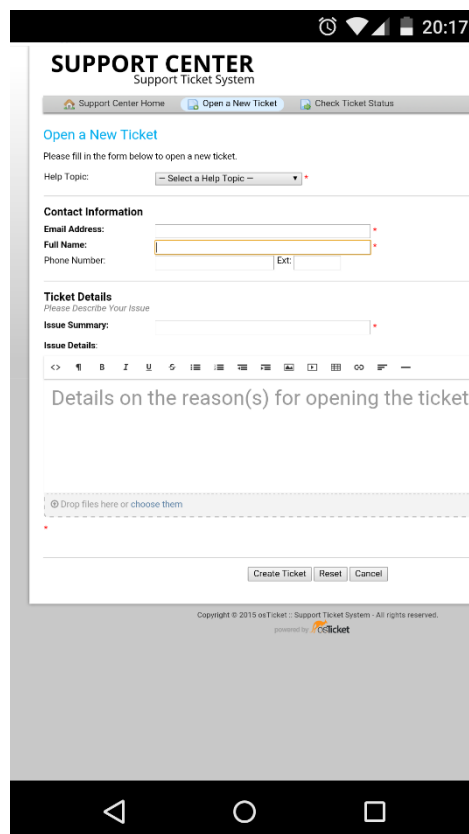 20:17
SUPPORT CENTER
Support Ticket System
Support Center Home Open a New Ticket Check Ticket Status
Open a New Ticket
Please fill in the form below to open a new ticket.
Help Topic: — Select a Help Topic — *
Contact Information
Email Address: *
Full Name: *
Phone Number: Ext:
Ticket Details
Please Describe Your Issue
Issue Summary: *
Issue Details:
<> ¶ B I U S
Details on the reason(s) for opening the ticket
Drop files here or choose them
*
Create Ticket Reset Cancel
Copyright © 2015 osTicket :: Support Ticket System - All rights reserved.
powered by osTicket